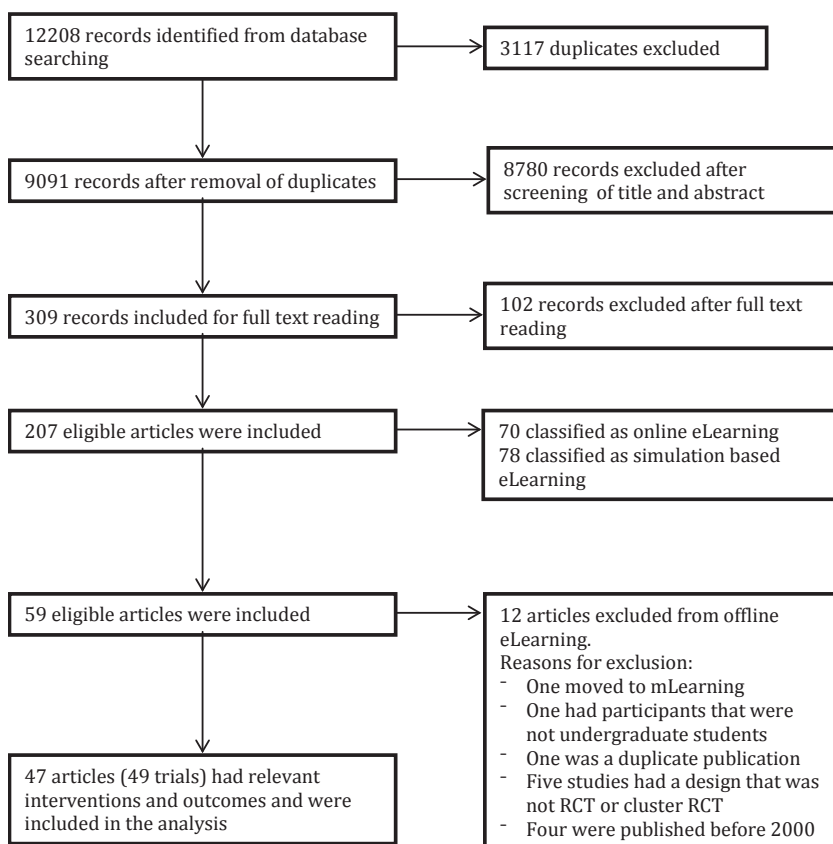 12208 records identified from database
searching
3117 duplicates excluded
9091 records after removal of duplicates
8780 records excluded after
screening of title and abstract
309 records included for full text reading
102 records excluded after full text
reading
207 eligible articles were included
70 classified as online eLearning
78 classified as simulation based
eLearning
59 eligible articles were included
12 articles excluded from offline
eLearning.
Reasons for exclusion:
- One moved to mLearning
- One had participants that were
not undergraduate students
- One was a duplicate publication
- Five studies had a design that was
not RCT or cluster RCT
- Four were published before 2000
47 articles (49 trials) had relevant
interventions and outcomes and were
included in the analysis